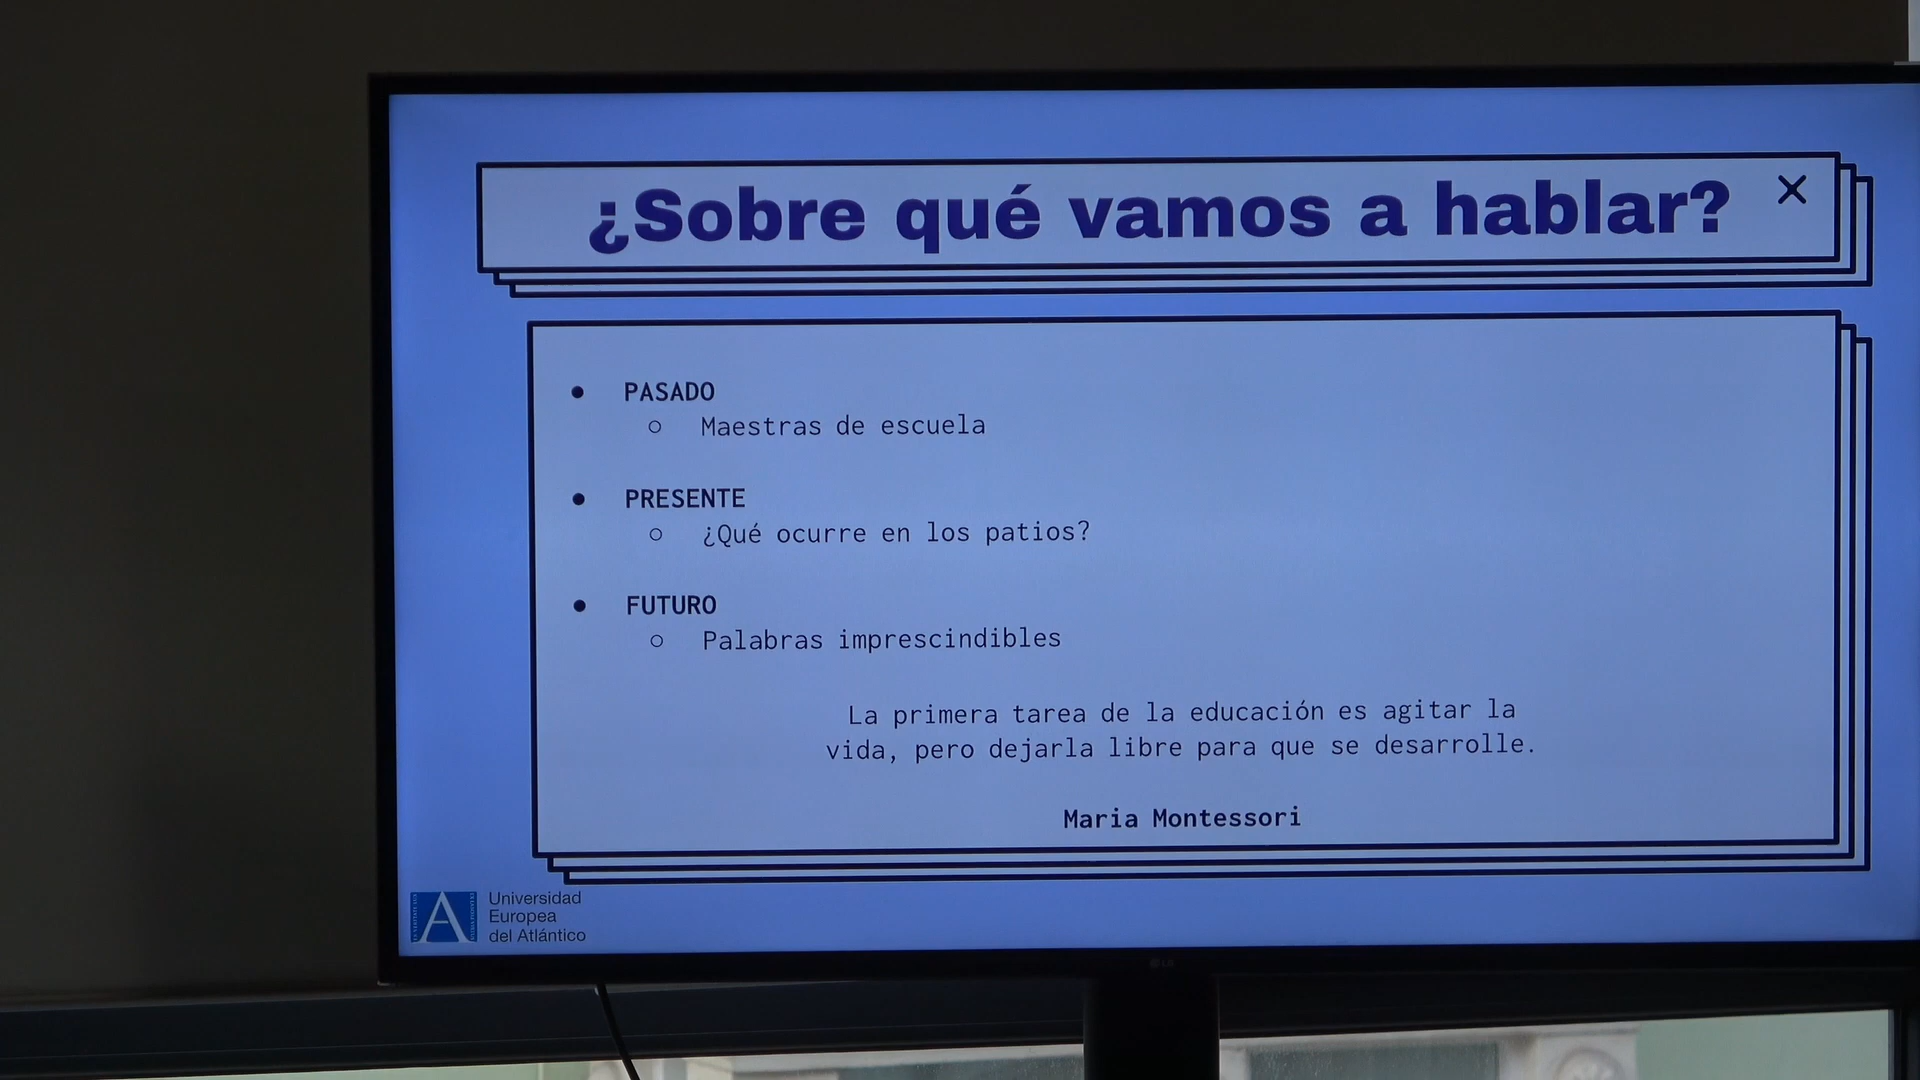 ¿Sobre qué vamos a hablar?
PASADO
Maestras de escuela
PRESENTE
¿Qué ocurre en los patios?
FUTURO
Palabras imprescindibles
La primera tarea de la educación es agitar la
vida, pero dejarla libre para que se desarrolle.
Maria Montessori
A
Universidad
Europea
del Atlántico
LG